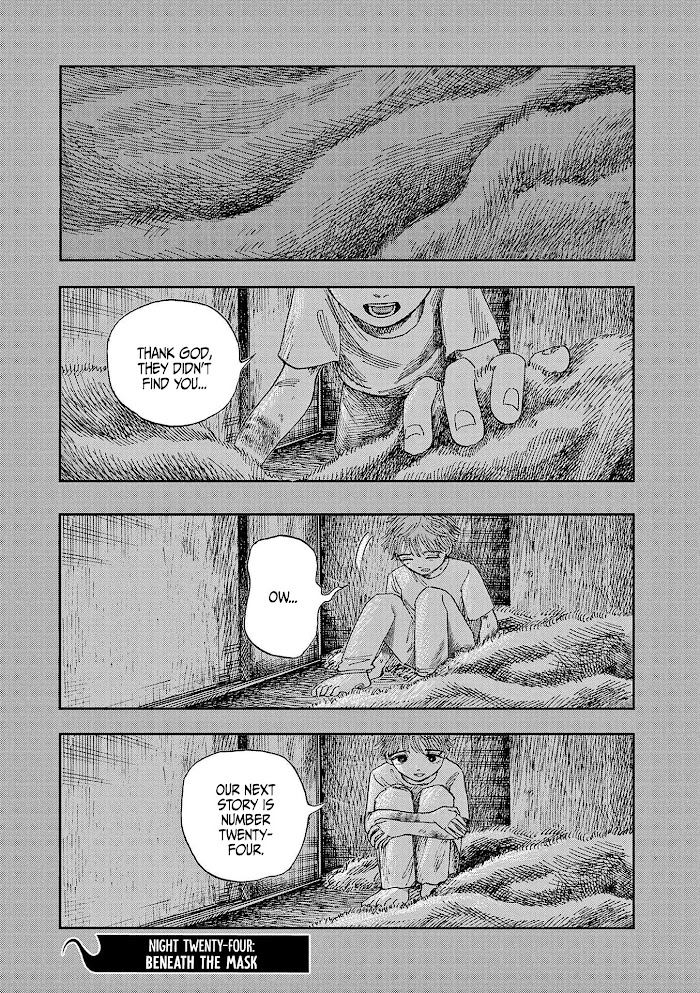 THANK GOD,
THEY DIDN'T
FIND YOU...
OW...
OUR NEXT
STORY IS
NUMBER
TWENTY-
FOUR.
NIGHT TWENTY-FOUR:
BENEATH THE MASK